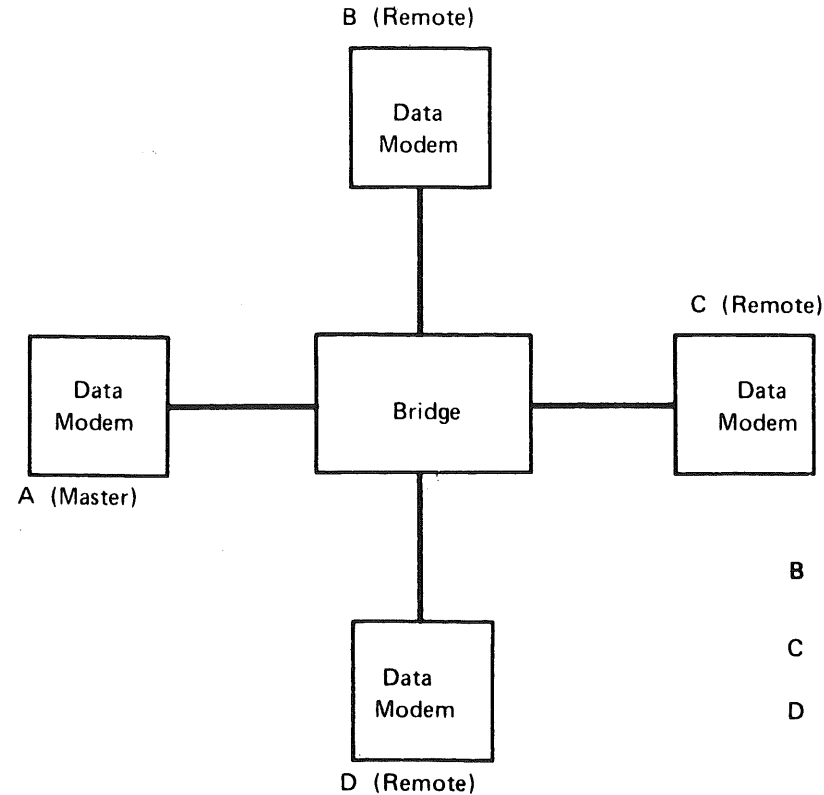 B (Remote)
Data
Modem
C (Remote)
Data
Modem
Bridge
Data
Modem
A (Master)
B
C
D
Data
Modem
D (Remote)